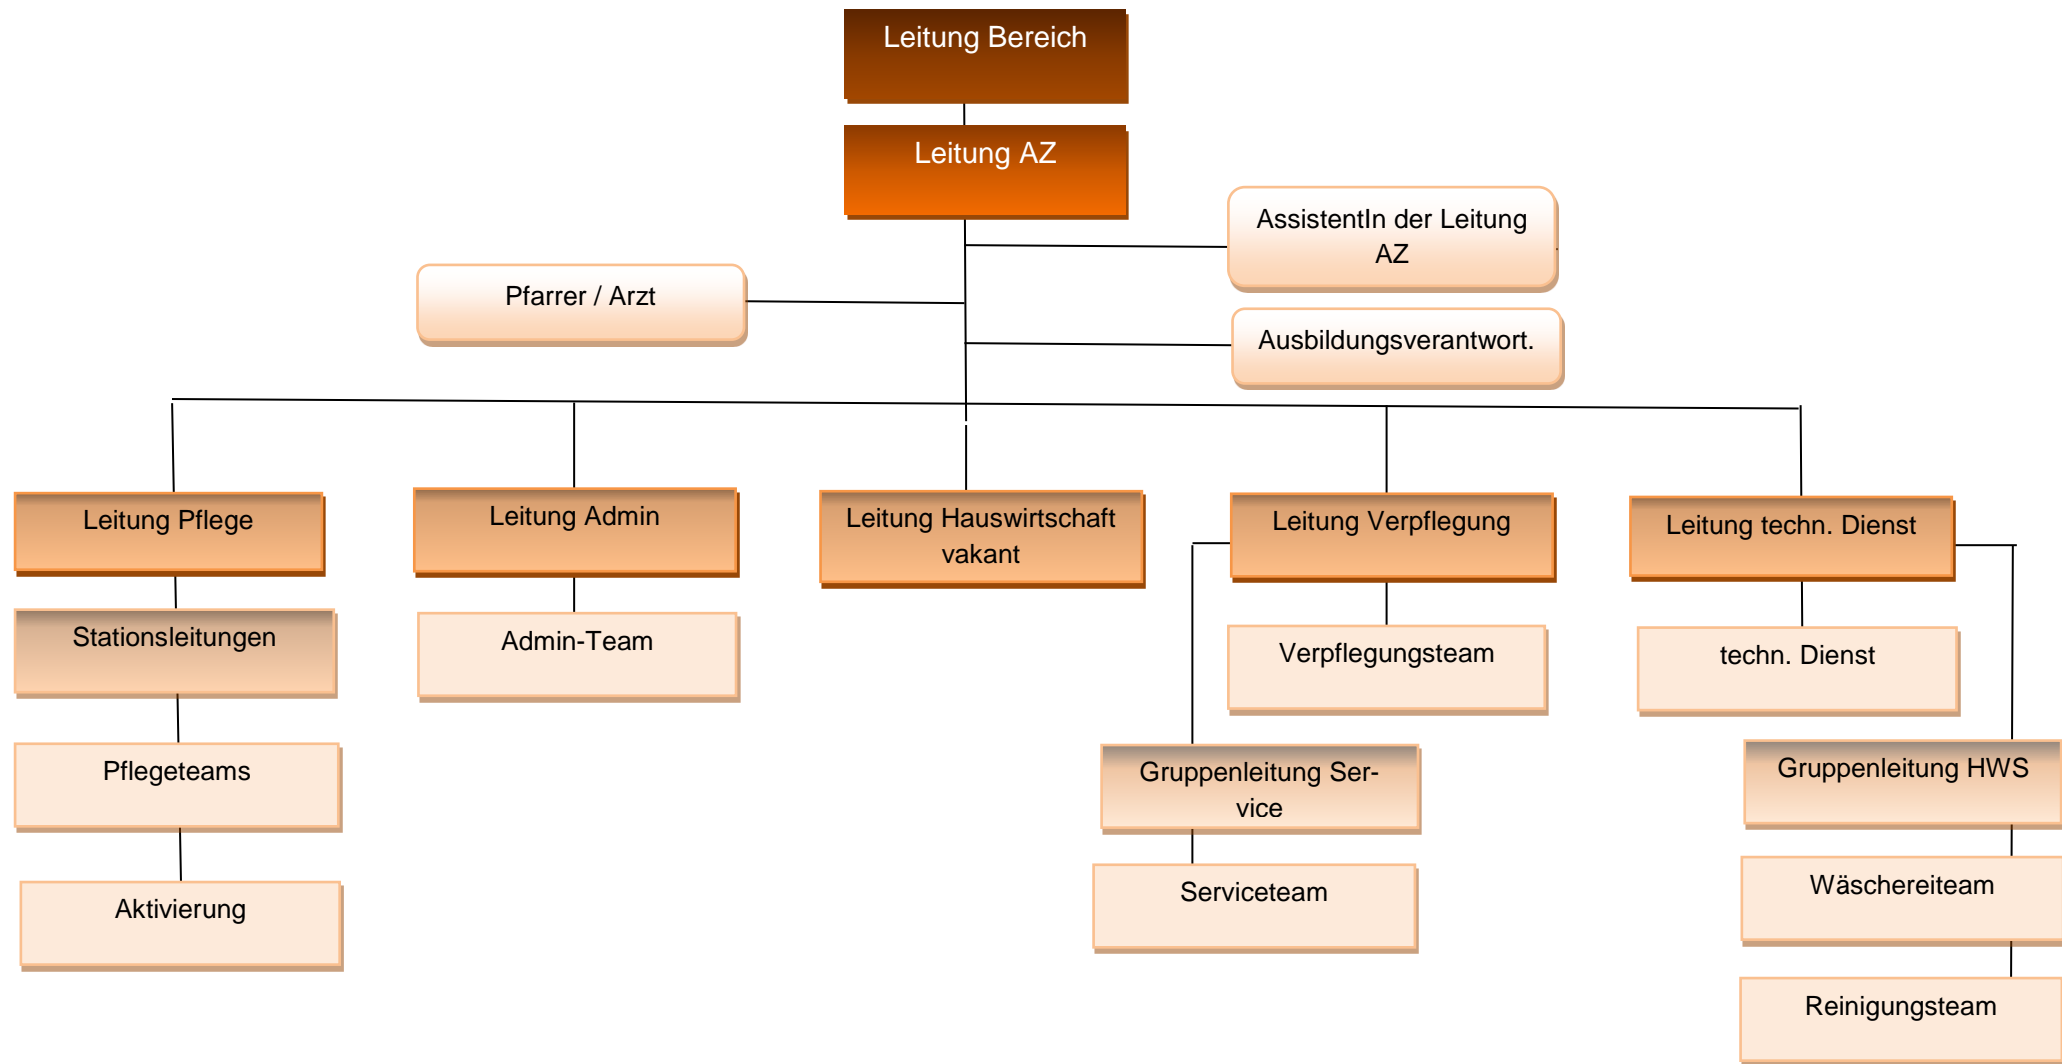 Leitung Bereich
Leitung AZ
AssistentIn der Leitung
AZ
Pfarrer / Arzt
Ausbildungsverantwort.
Leitung Pflege
Leitung Admin
Leitung Hauswirtschaft
vakant
Leitung Verpflegung
Leitung techn. Dienst
Stationsleitungen
Admin-Team
Verpflegungsteam
techn. Dienst
Pflegeteams
Gruppenleitung Ser-
vice
Gruppenleitung HWS
Aktivierung
Serviceteam
Wäschereiteam
Reinigungsteam